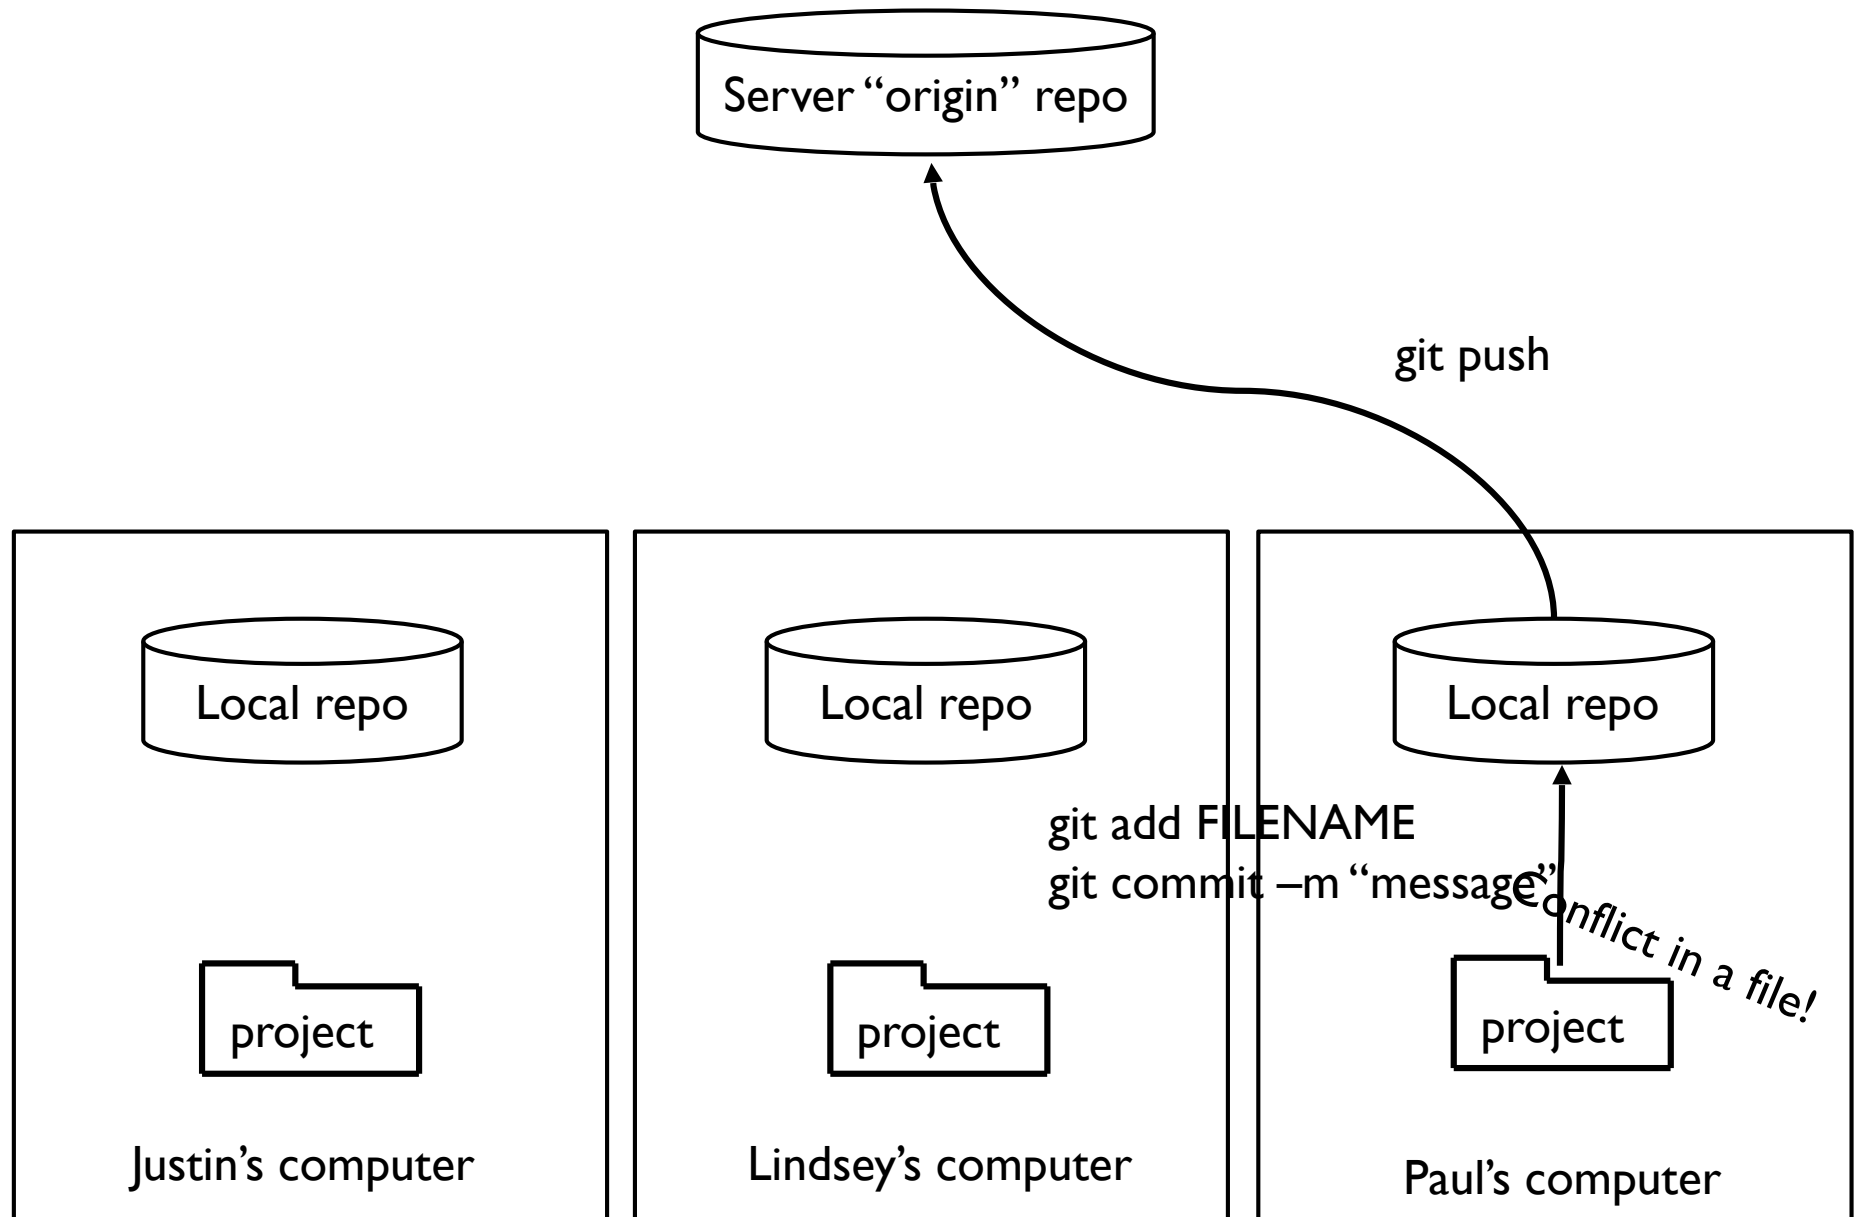 Server “origin” repo
git push
Local repo
Local repo
Local repo
git add FILENAME
git commit –m “message”
Conflict in a file!
project
project
project
Justin’s computer
Lindsey’s computer
Paul’s computer